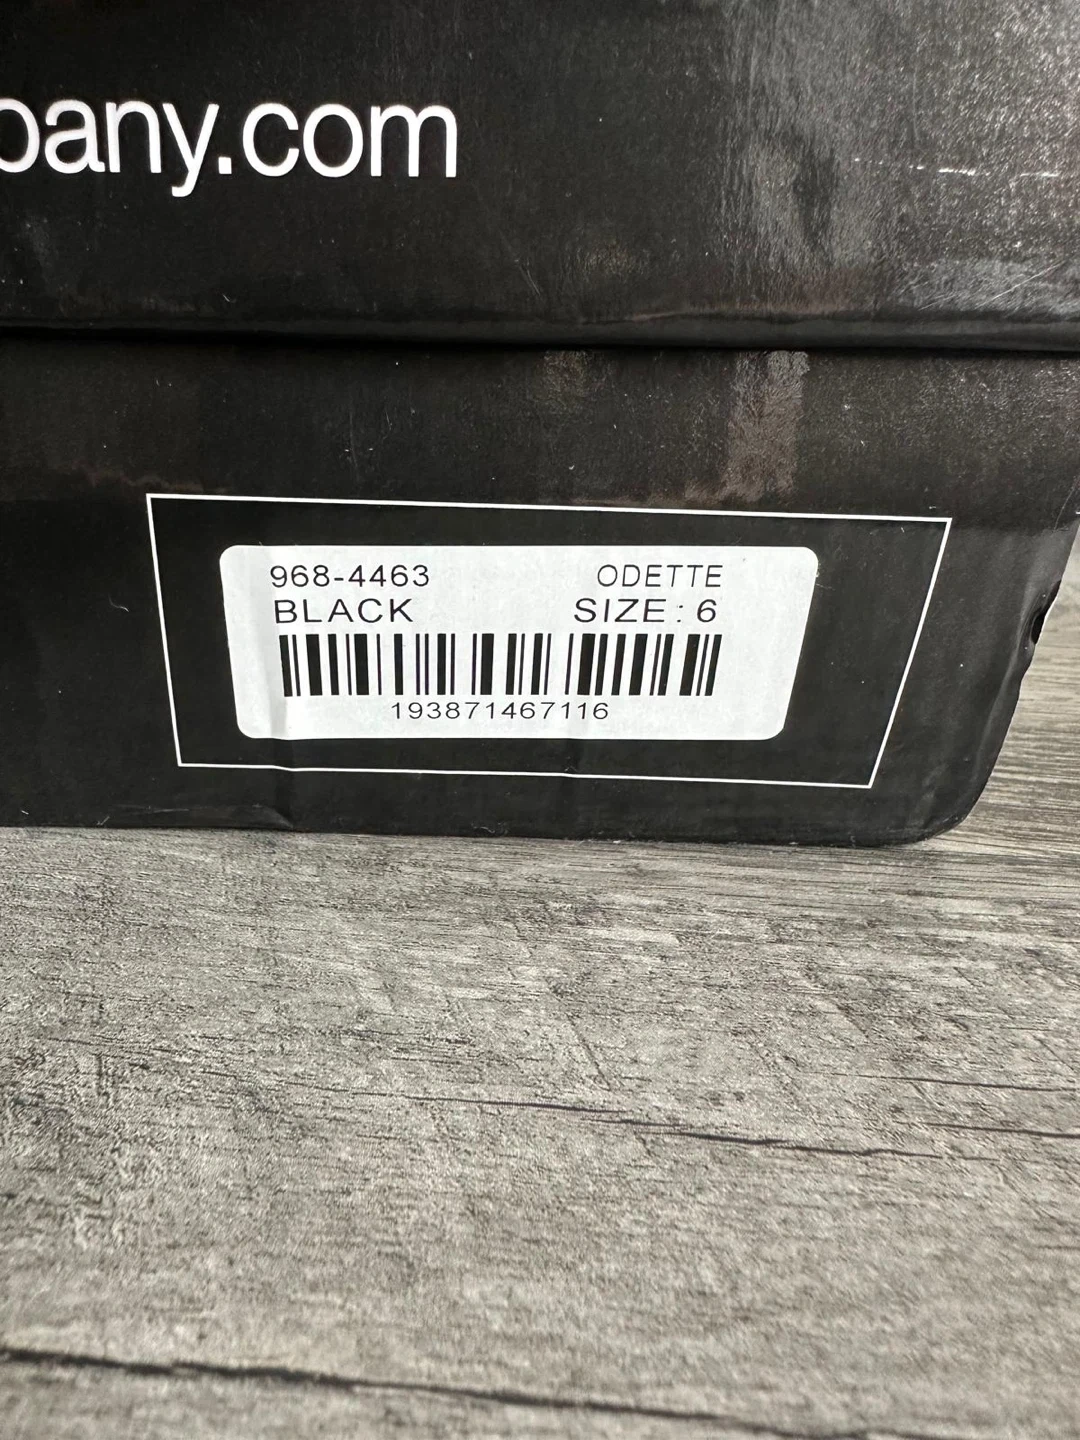 pany.com
968-4463 ODETTE
BLACK SIZE : 6
193871467116